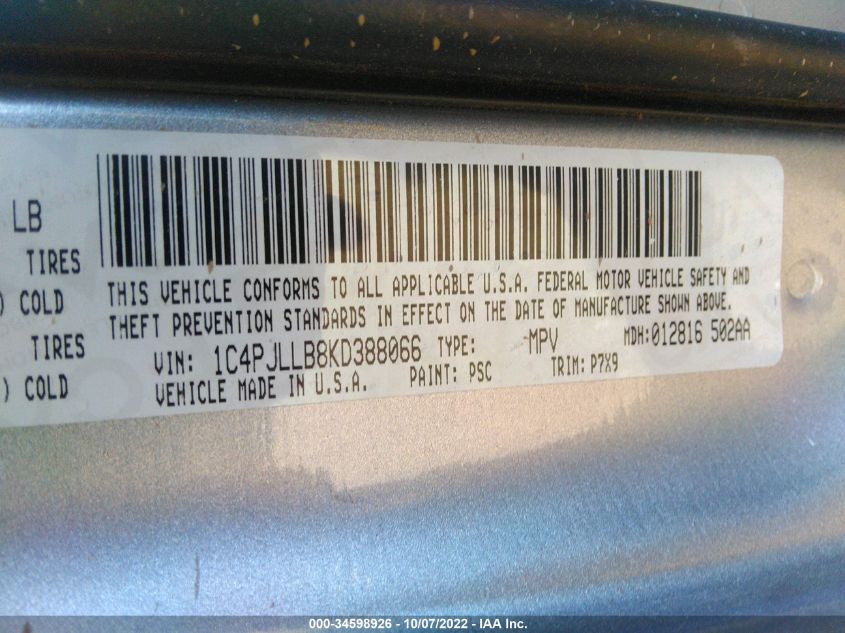 LB
TIRES
) COLD
TIRES
) COLD
THIS VEHICLE CONFORMS TO ALL APPLICABLE U.S.A. FEDERAL MOTOR VEHICLE SAFETY AND
THEFT PREVENTION STANDARDS IN EFFECT ON THE DATE OF MANUFACTURE SHOWN ABOVE.
VIN: 1C4PJLLB8KD388066 TYPE: MPV MDH:012816 502AA
VEHICLE MADE IN U.S.A. PAINT: PSC TRIM: P7X9
000-34598926 - 10/07/2022 - IAA Inc.